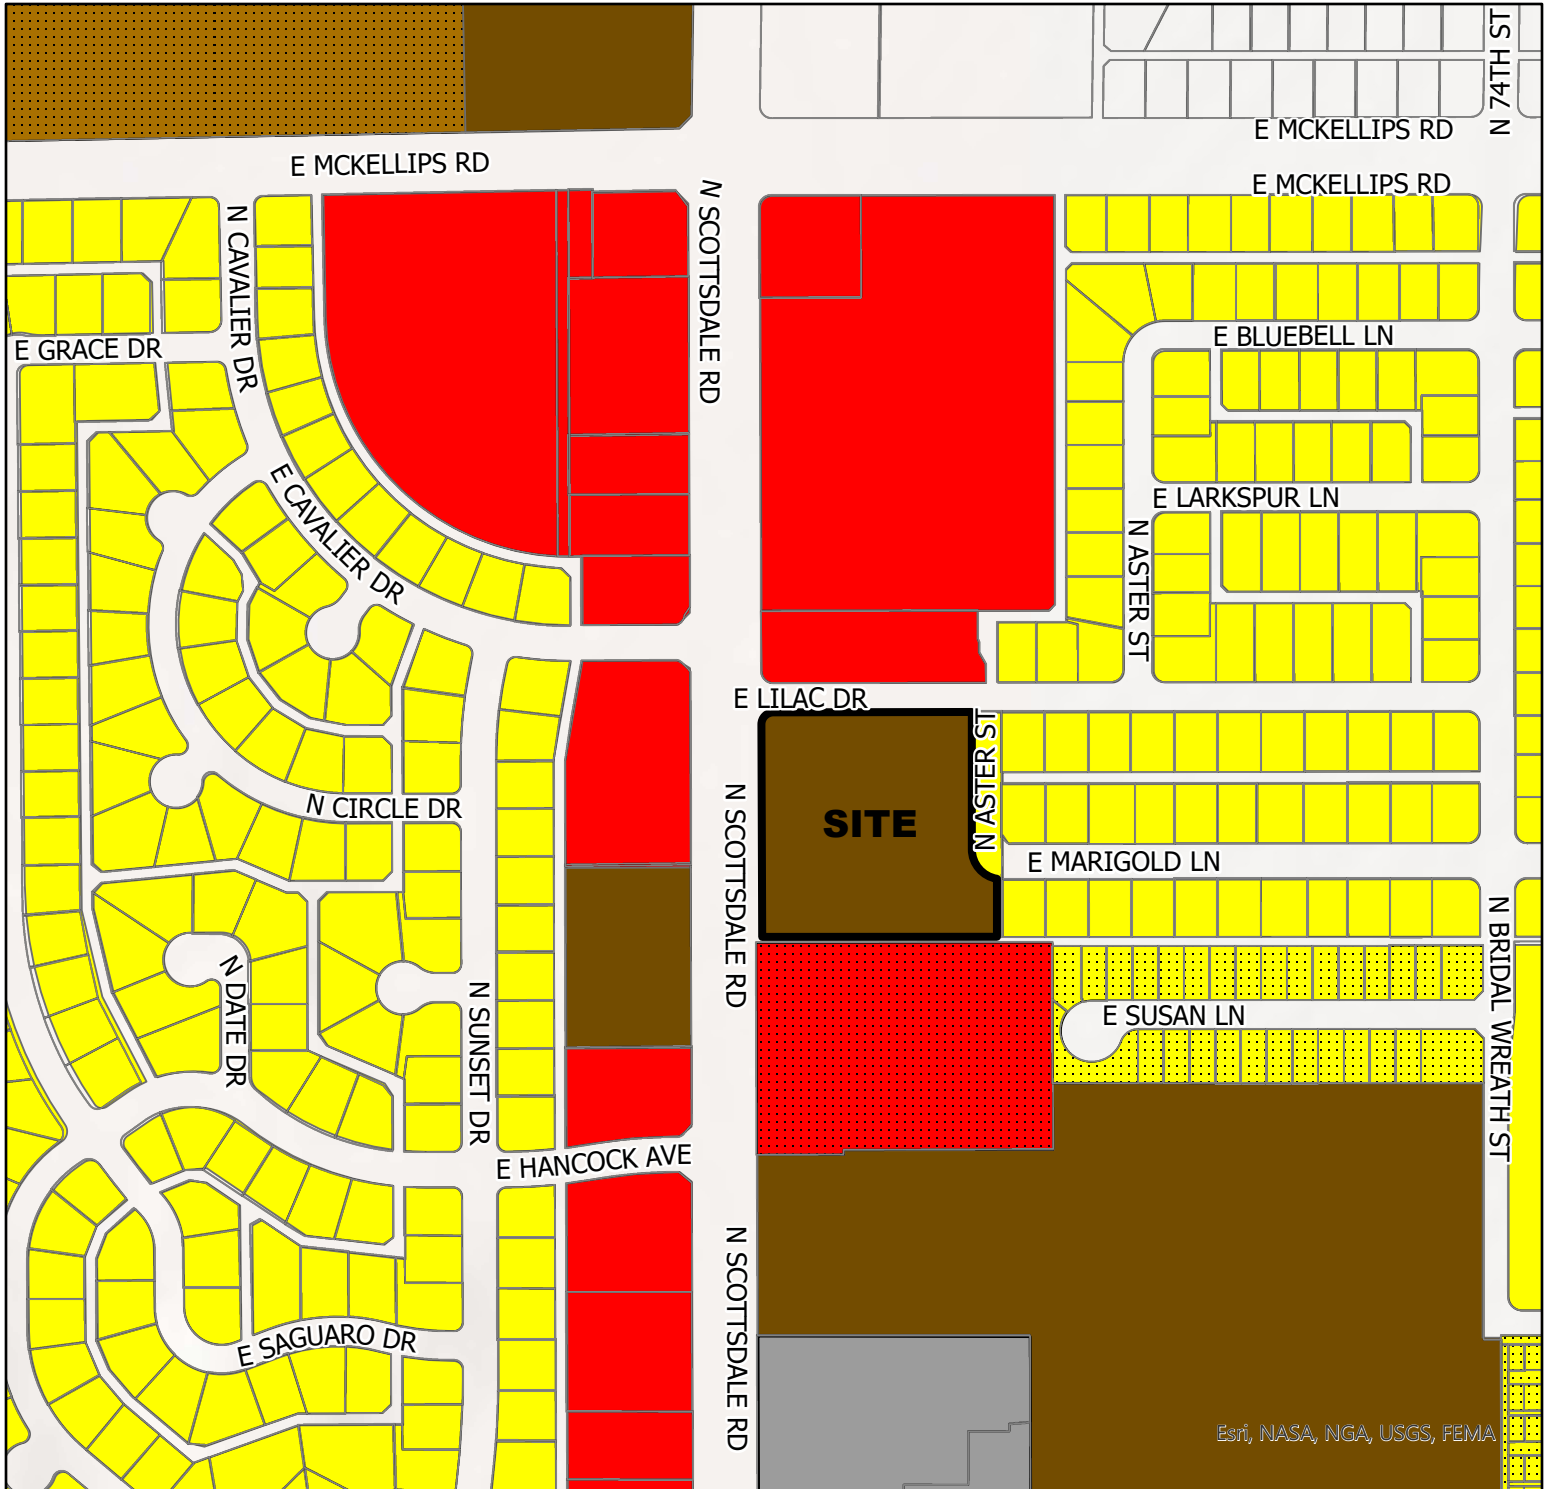 N 74TH ST
E MCKELLIPS RD
E MCKELLIPS RD
E MCKELLIPS RD
N CAVALIER DR
N SCOTTSDALE RD
E GRACE DR
E BLUEBELL LN
E CAVALIER DR
E LARKSPUR LN
N ASTER ST
E LILAC DR
N ASTER ST
N CIRCLE DR
N SCOTTSDALE RD
SITE
E MARIGOLD LN
N DATE DR
N SUNSET DR
E SUSAN LN
N BRIDAL WREATH ST
E HANCOCK AVE
N SCOTTSDALE RD
E SAGUARO DR
Esri, NASA, NGA, USGS, FEMA